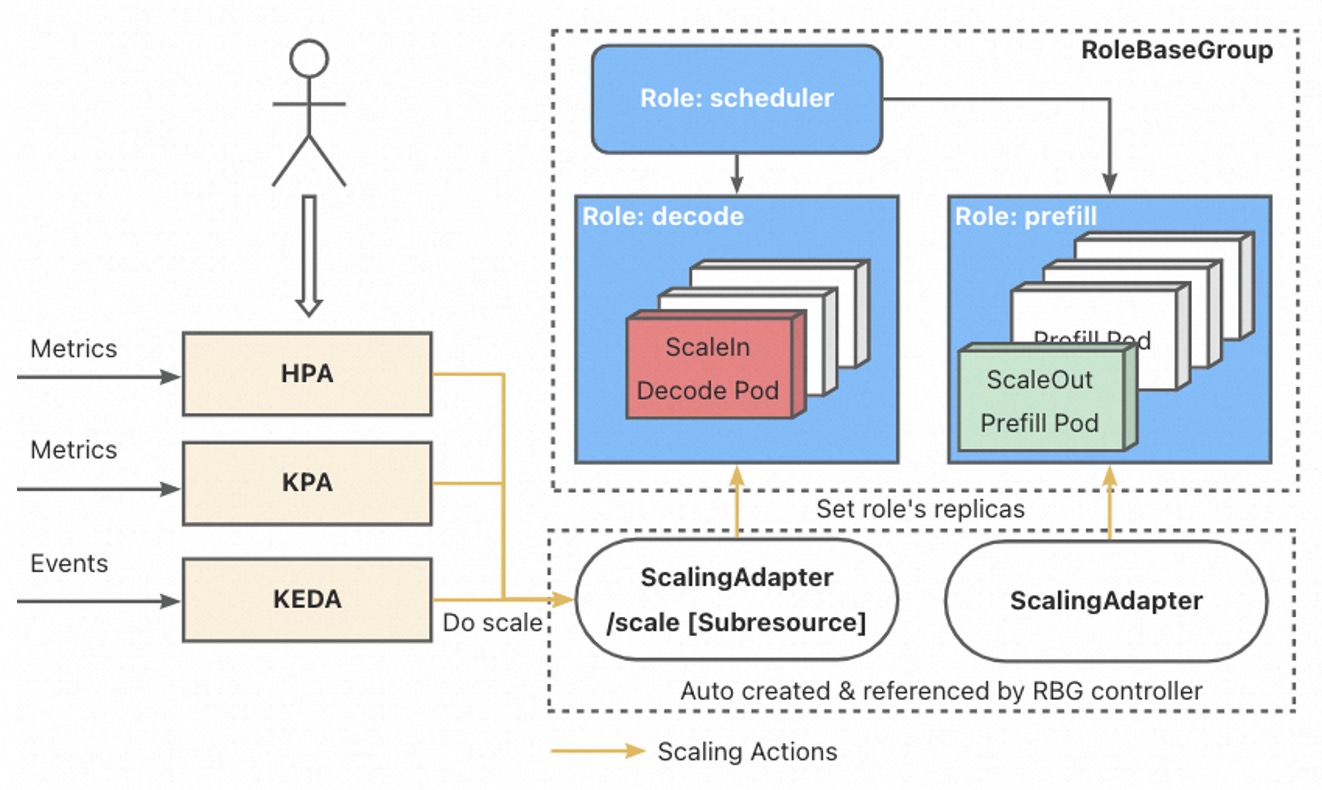 RoleBaseGroup
Role: scheduler
Role: decode
Role: prefill
ScaleIn
Decode Pod
Prefill Pod
ScaleOut
Prefill Pod
Metrics
HPA
Metrics
KPA
Events
KEDA
Do scale
Set role's replicas
ScalingAdapter
/scale [Subresource]
ScalingAdapter
Auto created & referenced by RBG controller
Scaling Actions